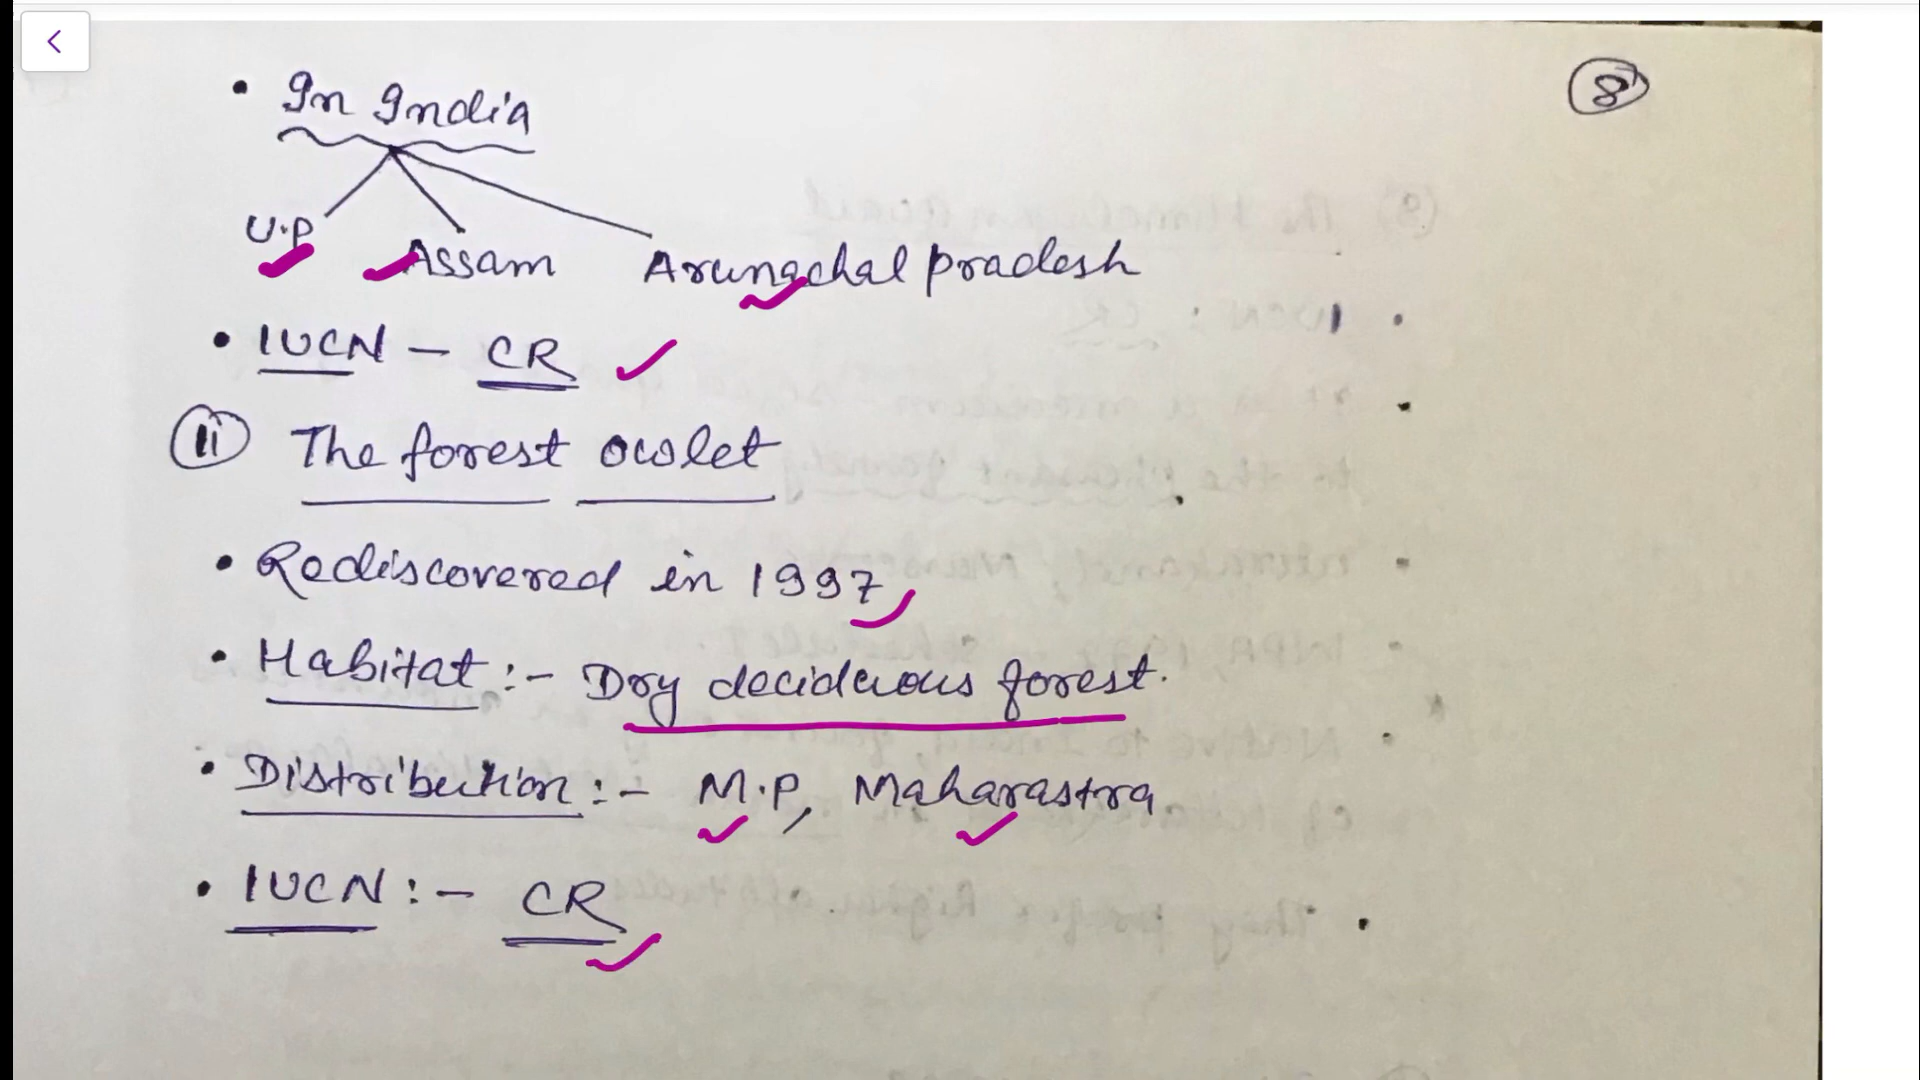 8
• In India
U.P Assam Arunachal pradesh
• IUCN – CR
11 The forest owlet
• Rediscovered in 1997
• Habitat :- Dry deciduous forest.
• Distribution :- M.P, Maharastra
• IUCN :- CR